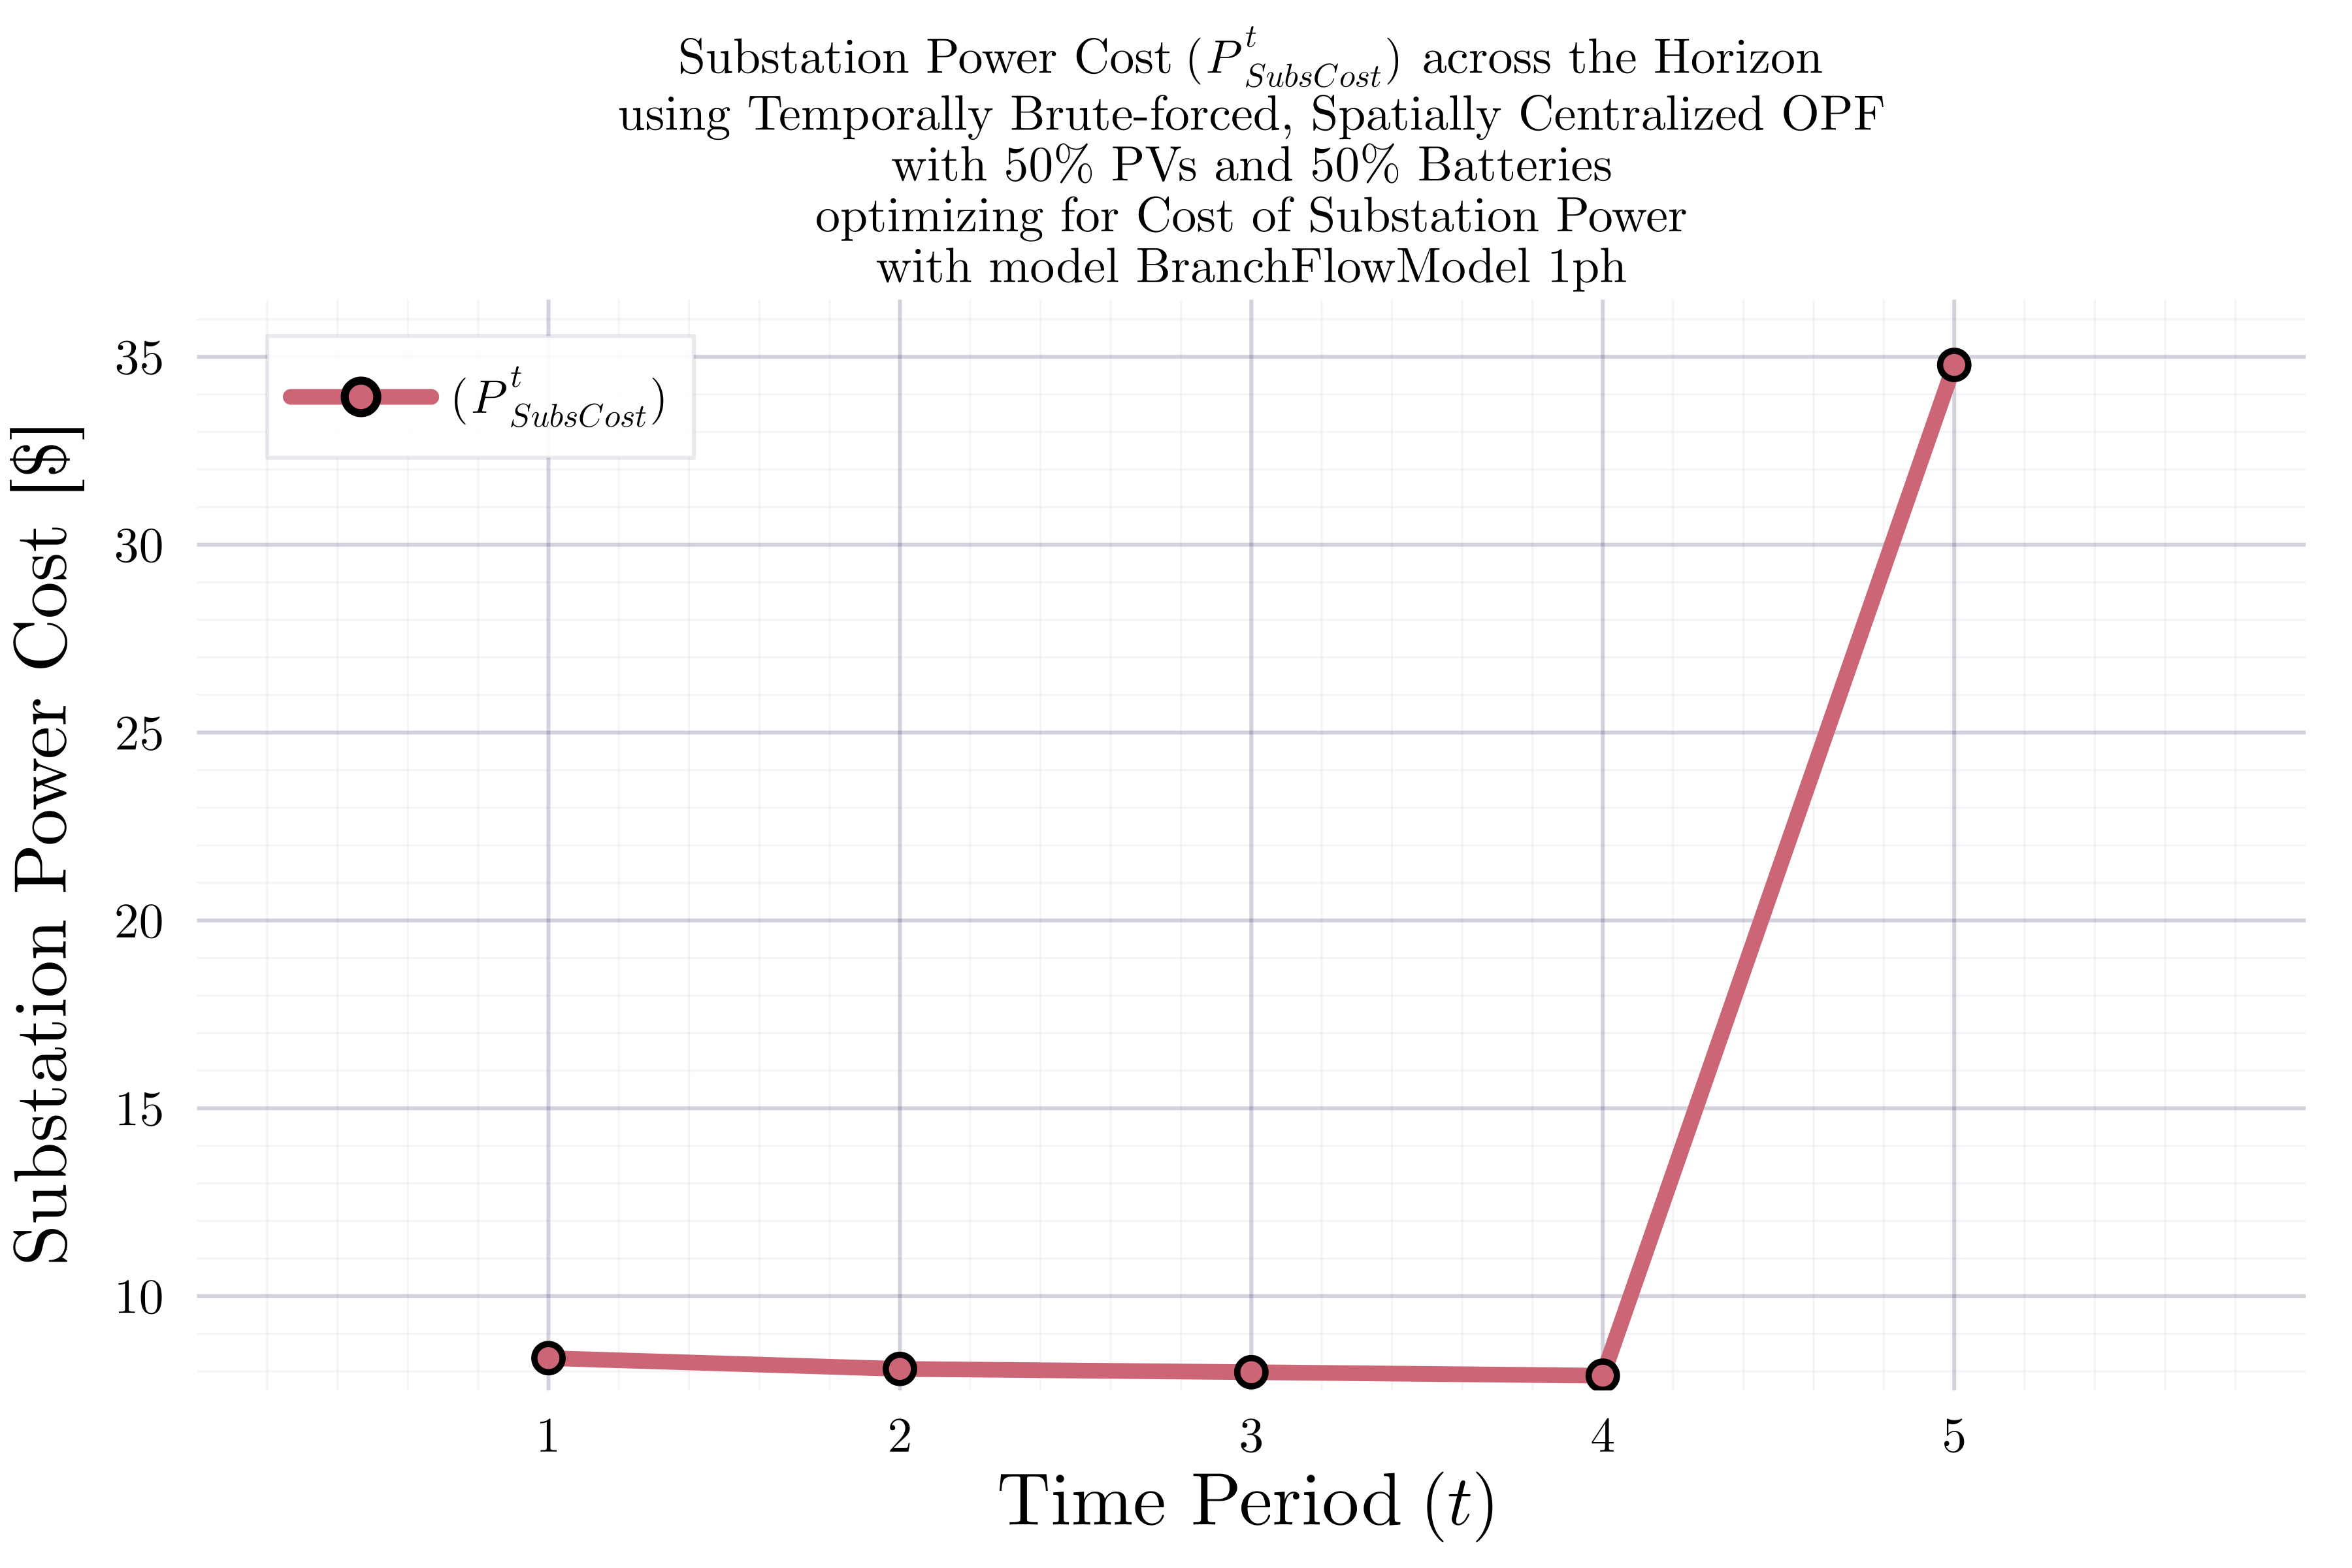 Substation Power Cost (P^t_SubsCost) across the Horizon
using Temporally Brute-forced, Spatially Centralized OPF
with 50% PVs and 50% Batteries
optimizing for Cost of Substation Power
with model BranchFlowModel 1ph
(P^t_SubsCost)
Substation Power Cost [$]
35
30
25
20
15
10
1 2 3 4 5
Time Period (t)